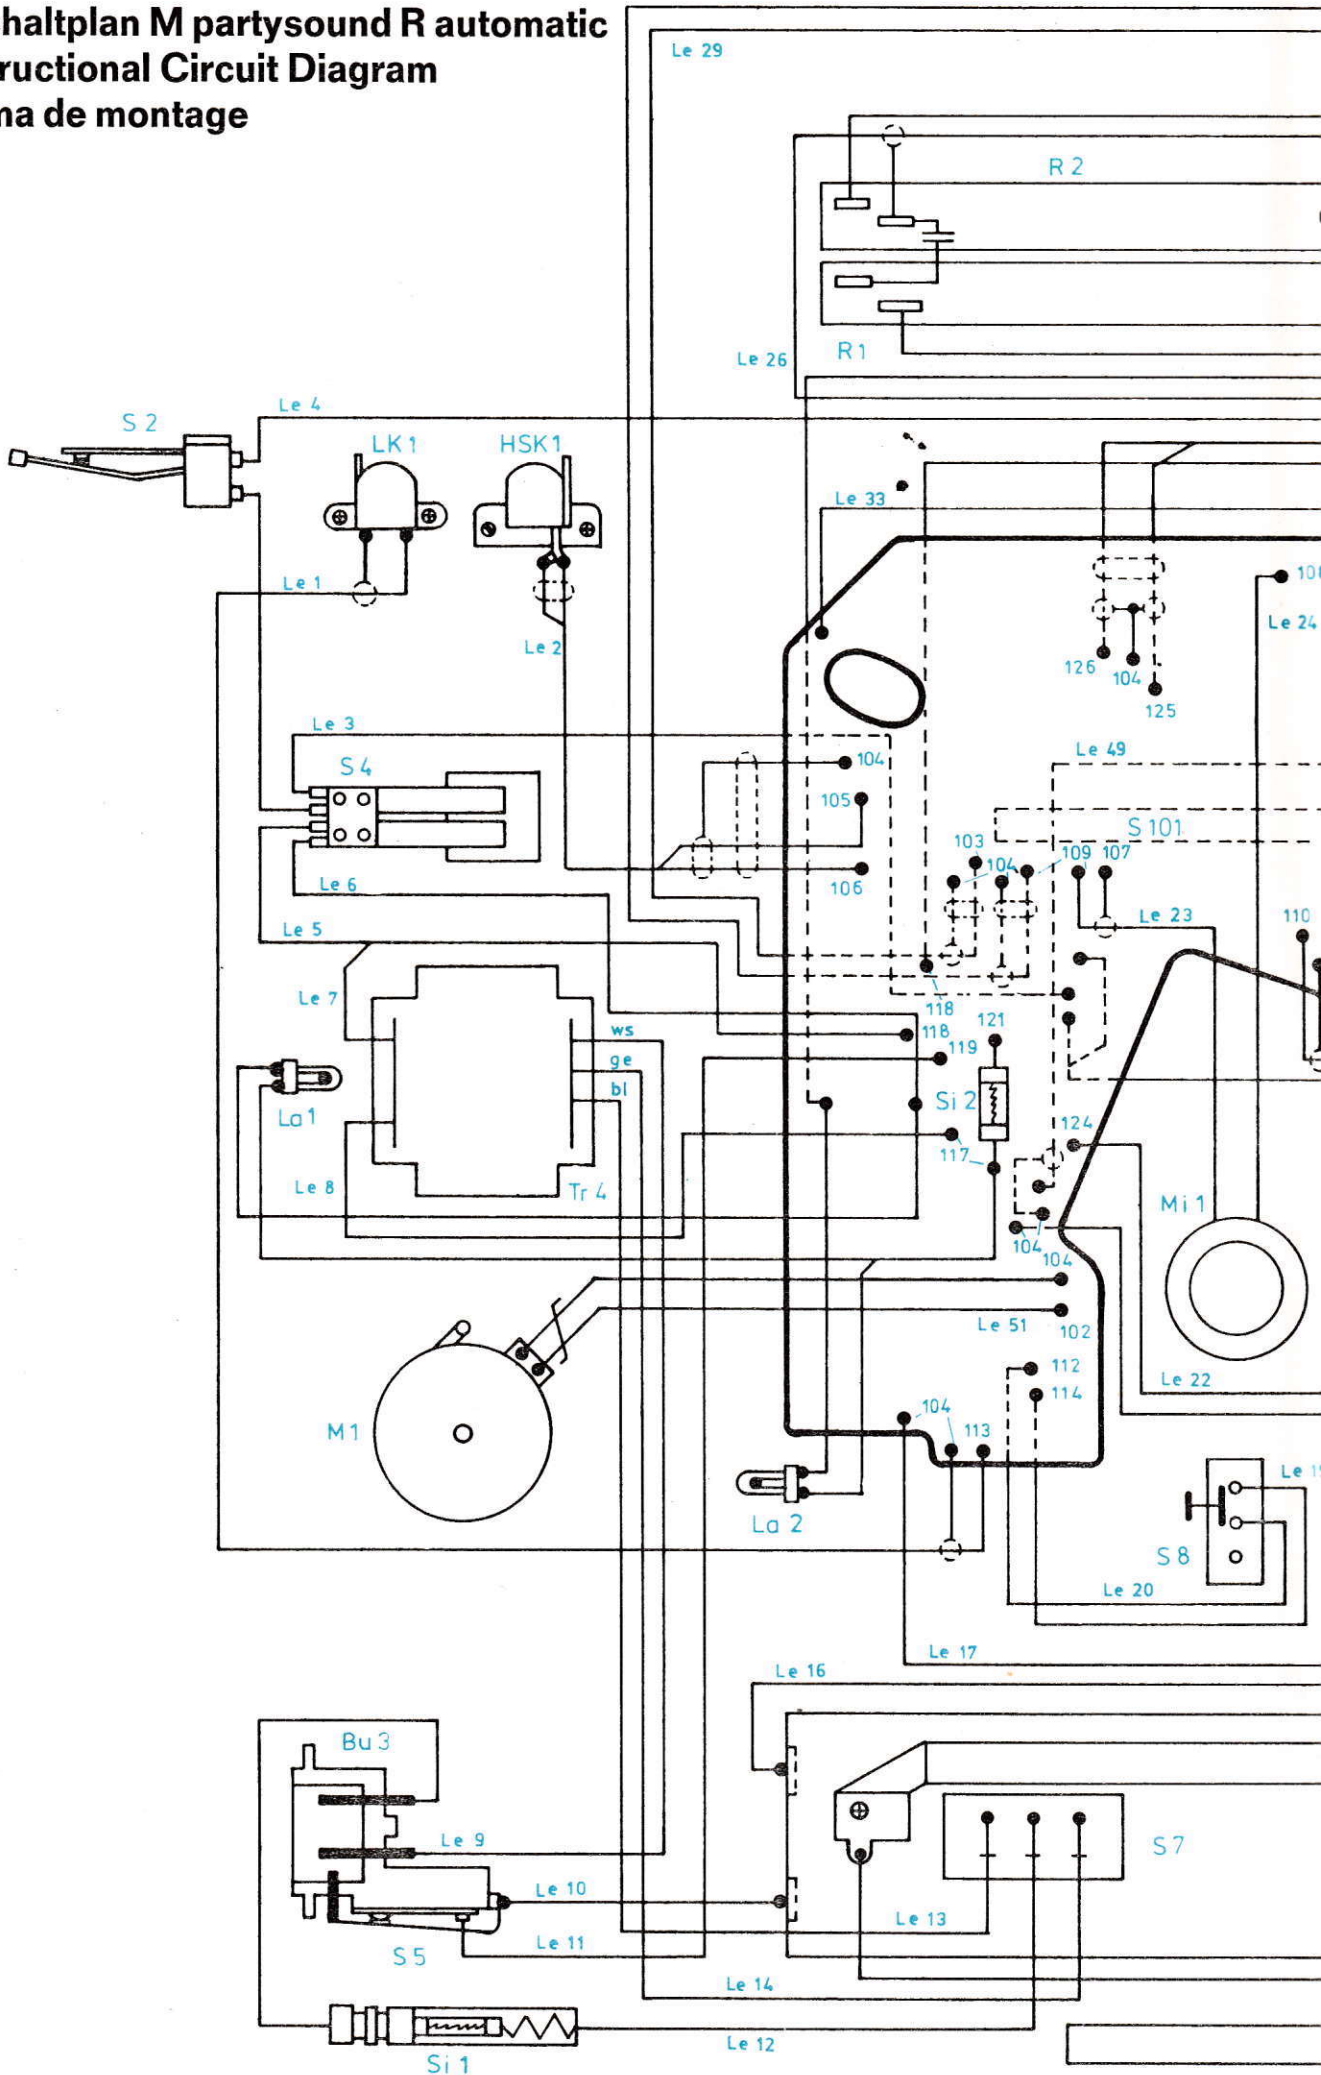 haltplan M partysound R automatic
ructional Circuit Diagram
na de montage
Le 29
R 2
R 1
Le 26
S 2
Le 4
LK 1
HSK 1
Le 33
Le 1
Le 2
Le 24
126
104
125
Le 3
S 4
Le 49
104
105
S 101
103
104
109
107
106
Le 6
Le 23
110
Le 5
Le 7
118
118
121
ws
119
ge
bl
La 1
Si 2
124
117
Le 8
Tr 4
Mi 1
104
104
Le 51
102
112
Le 22
114
M 1
104
113
La 2
S 8
Le 20
Le 17
Le 16
Bu 3
Le 9
S 7
Le 10
Le 13
Le 11
S 5
Le 14
Le 12
Si 1